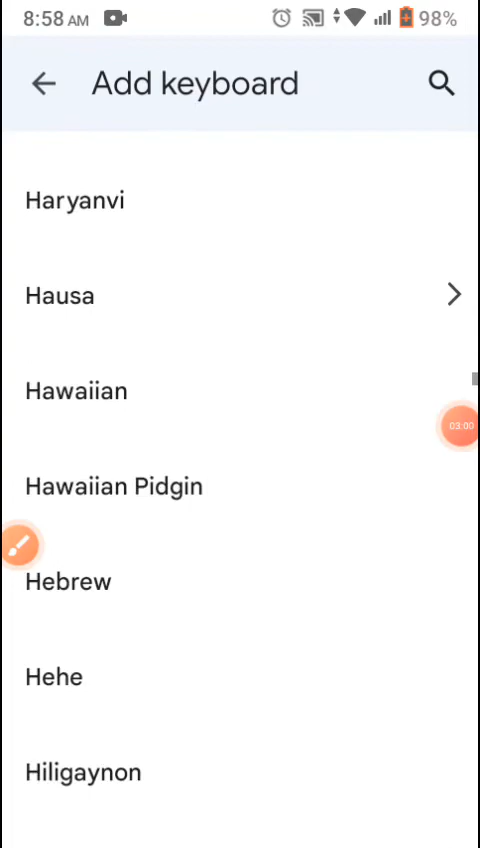 8:58 AM
98%
Add keyboard
Haryanvi
Hausa
Hawaiian
03:00
Hawaiian Pidgin
Hebrew
Hehe
Hiligaynon